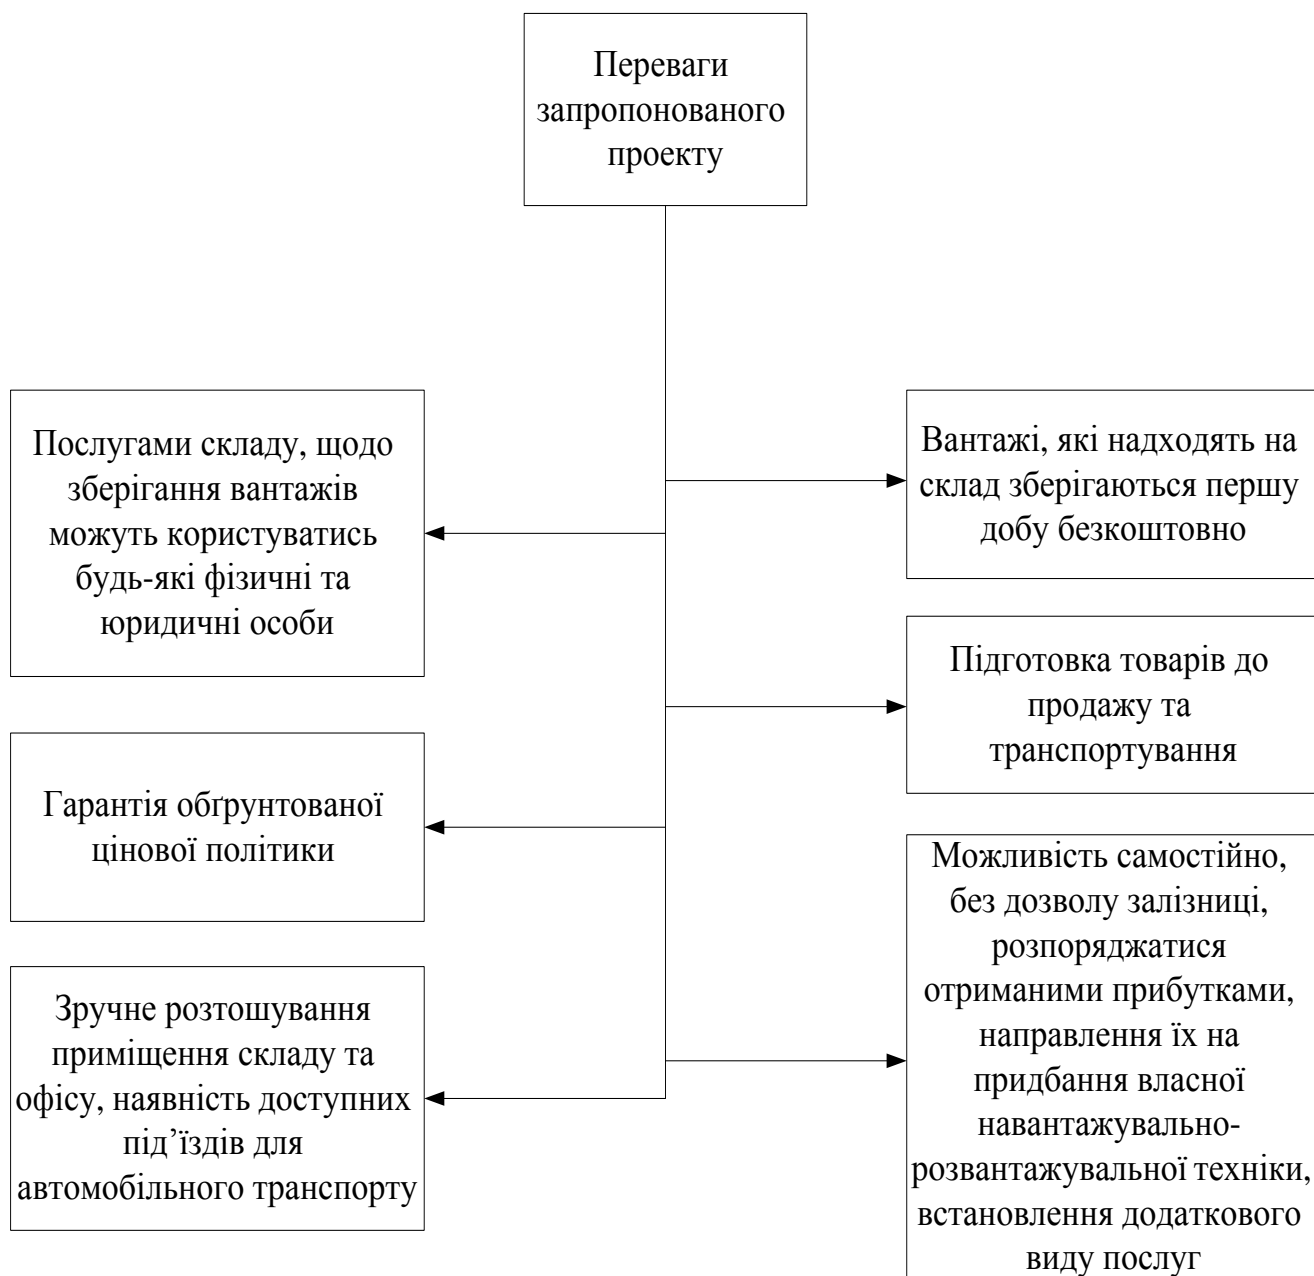 Переваги
запропонованого
проекту
Послугами складу, щодо
зберігання вантажів
можуть користуватись
будь-які фізичні та
юридичні особи
Гарантія обґрунтованої
цінової політики
Зручне розтошування
приміщення складу та
офісу, наявність доступних
під’їздів для
автомобільного транспорту
Вантажі, які надходять на
склад зберігаються першу
добу безкоштовно
Підготовка товарів до
продажу та
транспортування
Можливість самостійно,
без дозволу залізниці,
розпоряджатися
отриманими прибутками,
направлення їх на
придбання власної
навантажувально-
розвантажувальної техніки,
встановлення додаткового
виду послуг